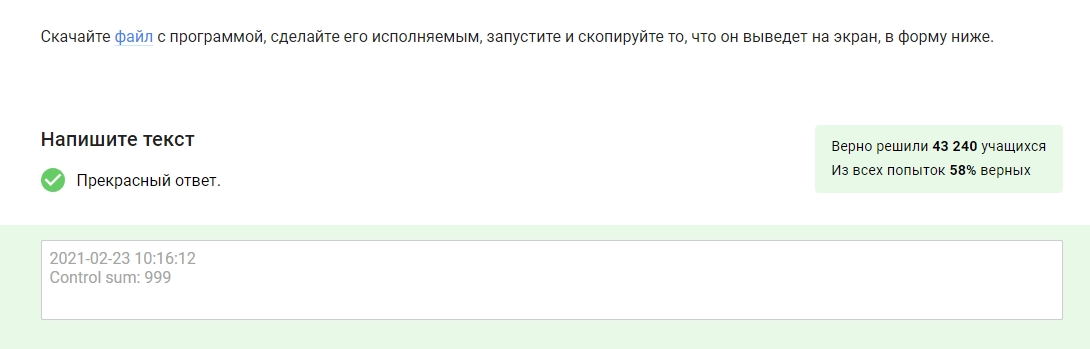 Скачайте файл с программой, сделайте его исполняемым, запустите и скопируйте то, что он выведет на экран, в форму ниже.
Напишите текст
Прекрасный ответ.
Верно решили 43 240 учащихся
Из всех попыток 58% верных
2021-02-23 10:16:12
Control sum: 999